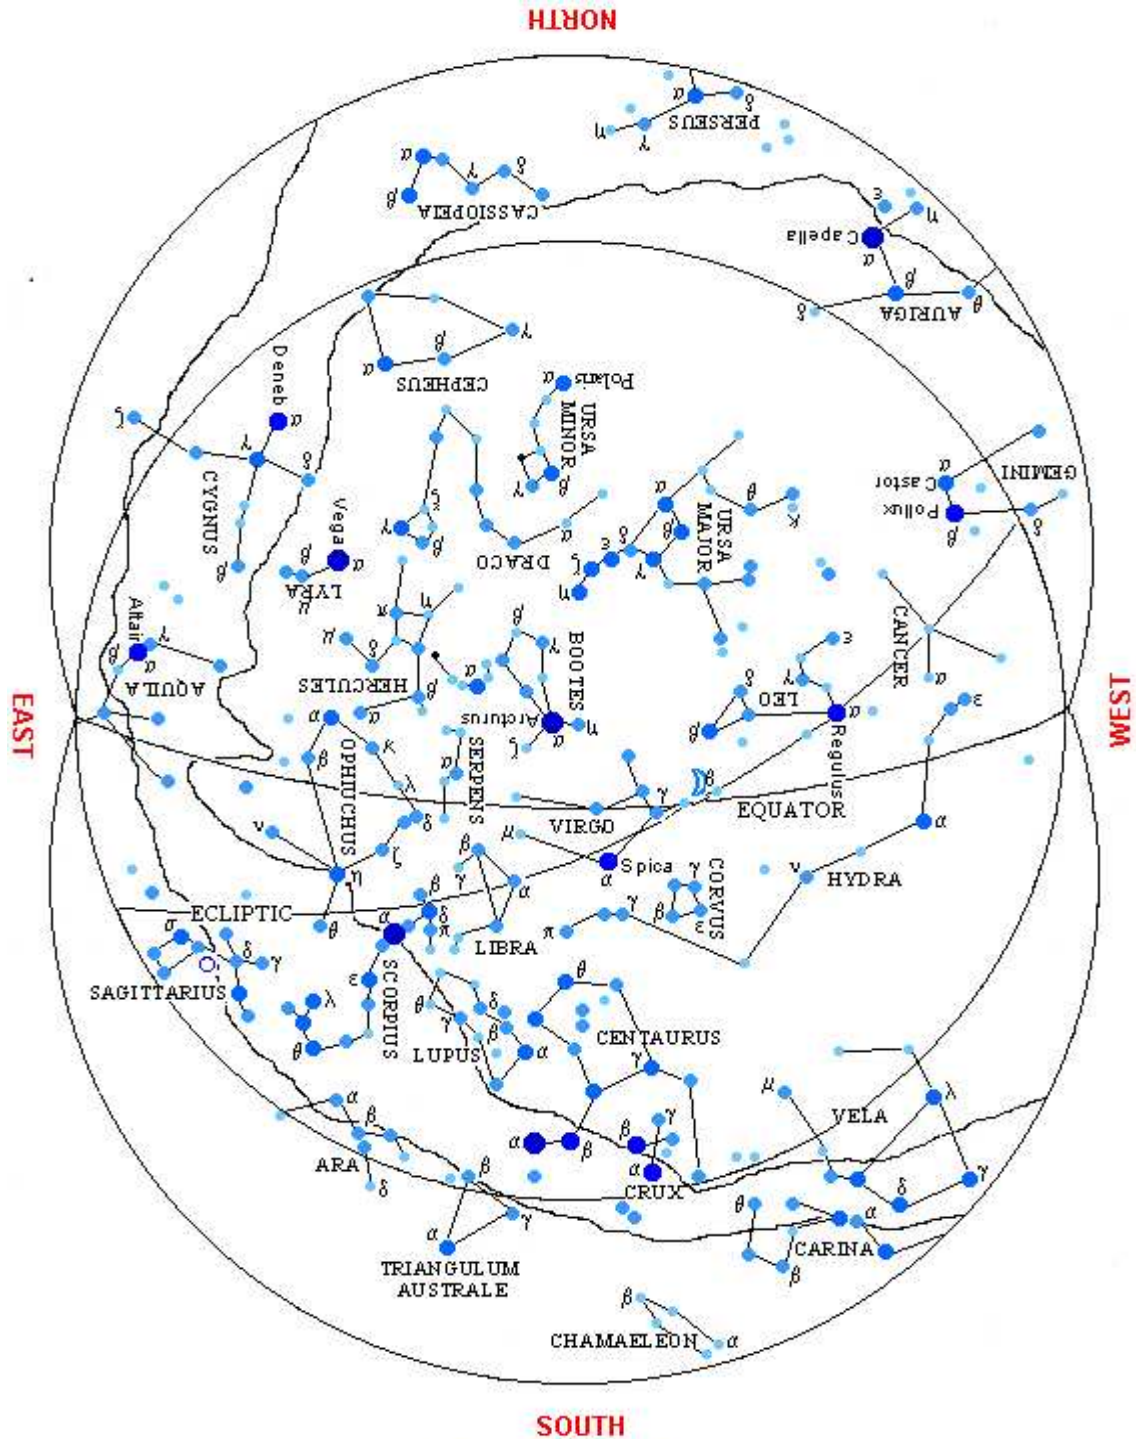 NORTH
α
δ
PERSEUS
η
γ
α
γ
δ
β
CASSIOPEIA
ε
η
Capella
α
β
θ
δ
AURIGA
γ
β
α
CEPHEUS
Deneb
α
α
Polaris
URSA
MINOR
ζ
γ
δ
CYGNUS
β
γ
β
Vega
α
β
LYRA
μ
ξ
γ
β
α
DRACO
α
θ
κ
URSA
MAJOR
β
δ
ε
ζ
γ
η
GEMINI
α
Castor
Pollux
β
δ
Altair
γ
β
α
AQUILA
π
η
μ
δ
HERCULES
β
α
β
γ
BOOTES
α
Arcturus
α
η
ζ
ε
γ
δ
LEO
β
α
Regulus
CANCER
α
ε
EAST
WEST
α
β
κ
OPHIUCHUS
λ
δ
ν
ζ
η
θ
SERPENS
α
β
γ
VIRGO
EQUATOR
μ
Spica
α
α
ν
HYDRA
β
γ
α
LIBRA
γ
CORVUS
β
ε
γ
π
ECLIPTIC
β
α
δ
π
SCORPIUS
ε
λ
θ
σ
δ
γ
SAGITTARIUS
θ
δ
γ
β
LUPUS
α
θ
CENTAURUS
γ
μ
VELA
λ
α
β
ARA
δ
α
β
β
γ
α
CRUX
δ
γ
β
γ
α
TRIANGULUM
AUSTRALE
θ
α
CARINA
β
β
CHAMAELEON
α
SOUTH